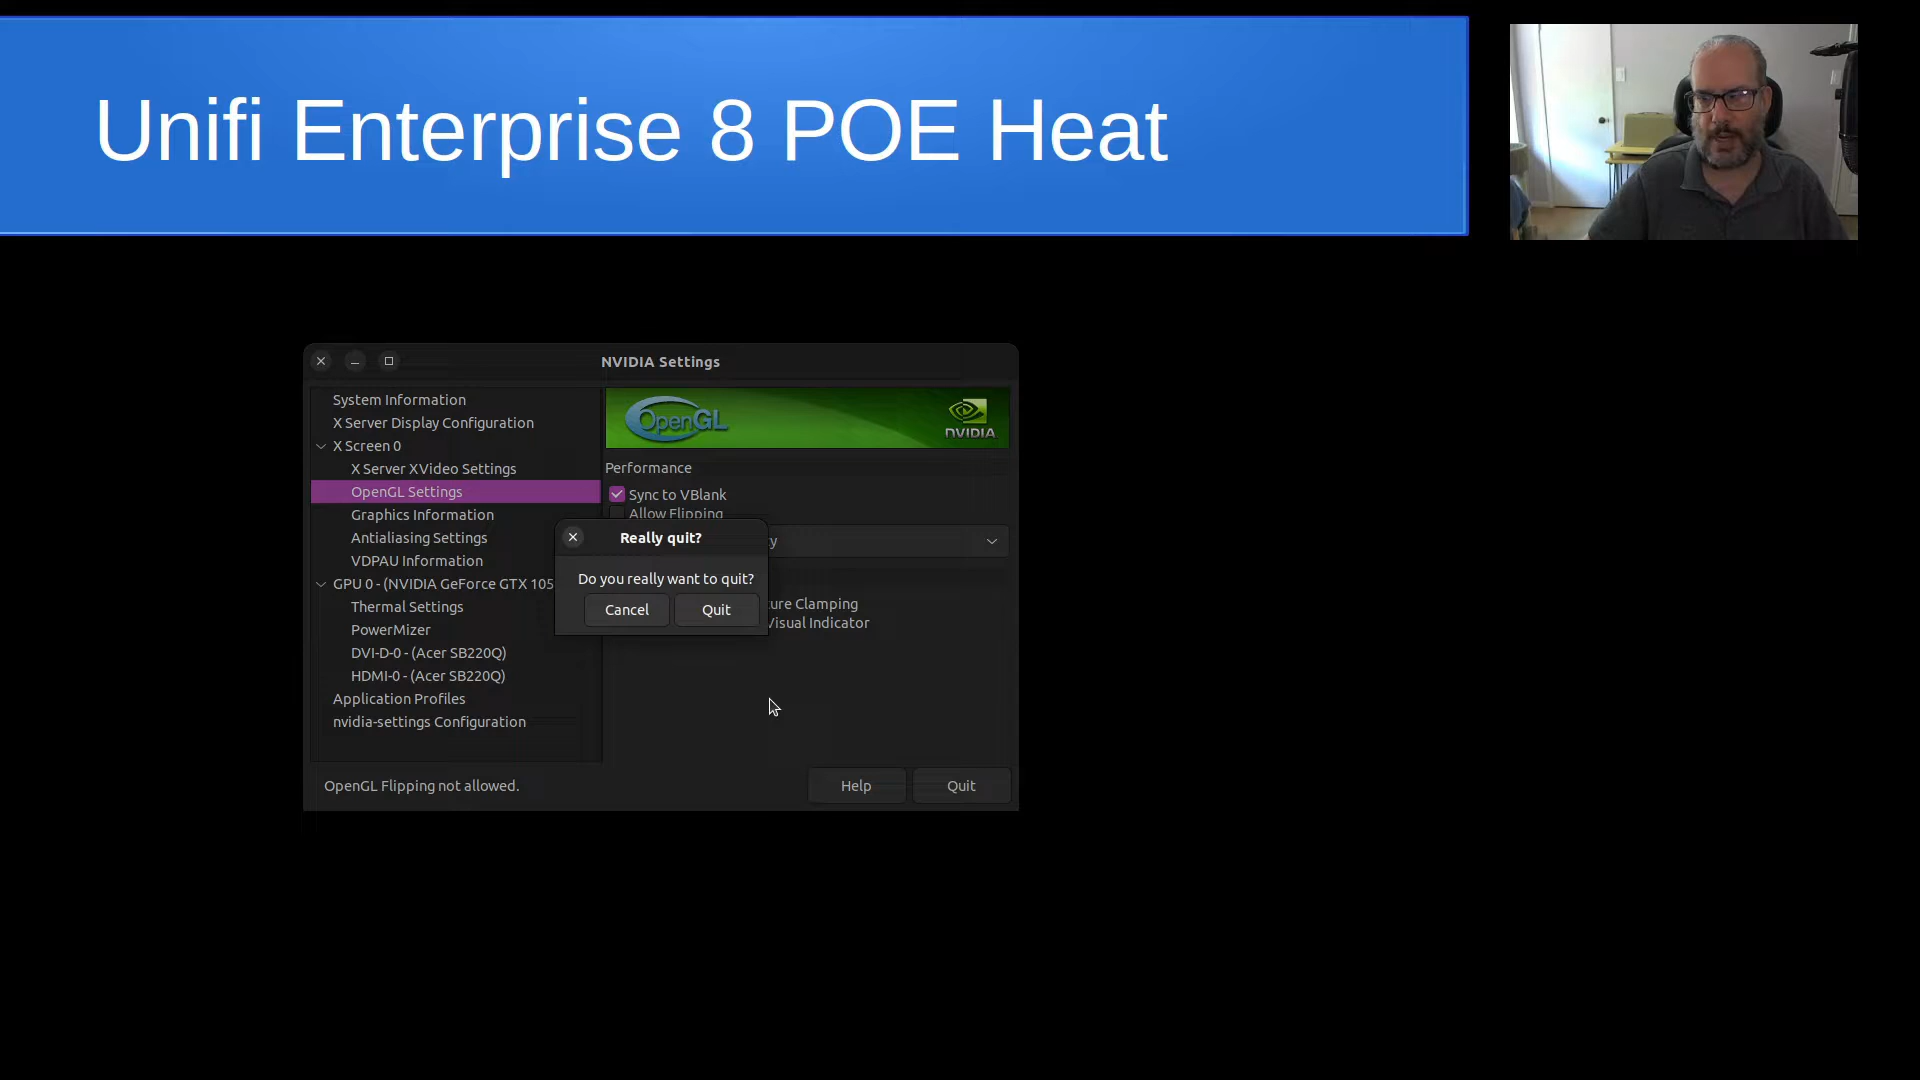 Unifi Enterprise 8 POE Heat
NVIDIA Settings
System Information
X Server Display Configuration
X Screen 0
X Server XVideo Settings
OpenGL Settings
Graphics Information
Antialiasing Settings
VDPAU Information
GPU 0 - (NVIDIA GeForce GTX 105
Thermal Settings
PowerMizer
DVI-D-0 - (Acer SB220Q)
HDMI-0 - (Acer SB220Q)
Application Profiles
nvidia-settings Configuration
OpenGL
NVIDIA
Performance
Sync to VBlank
Allow Flipping
Really quit?
Do you really want to quit?
Cancel
Quit
Clamping
Visual Indicator
OpenGL Flipping not allowed.
Help
Quit